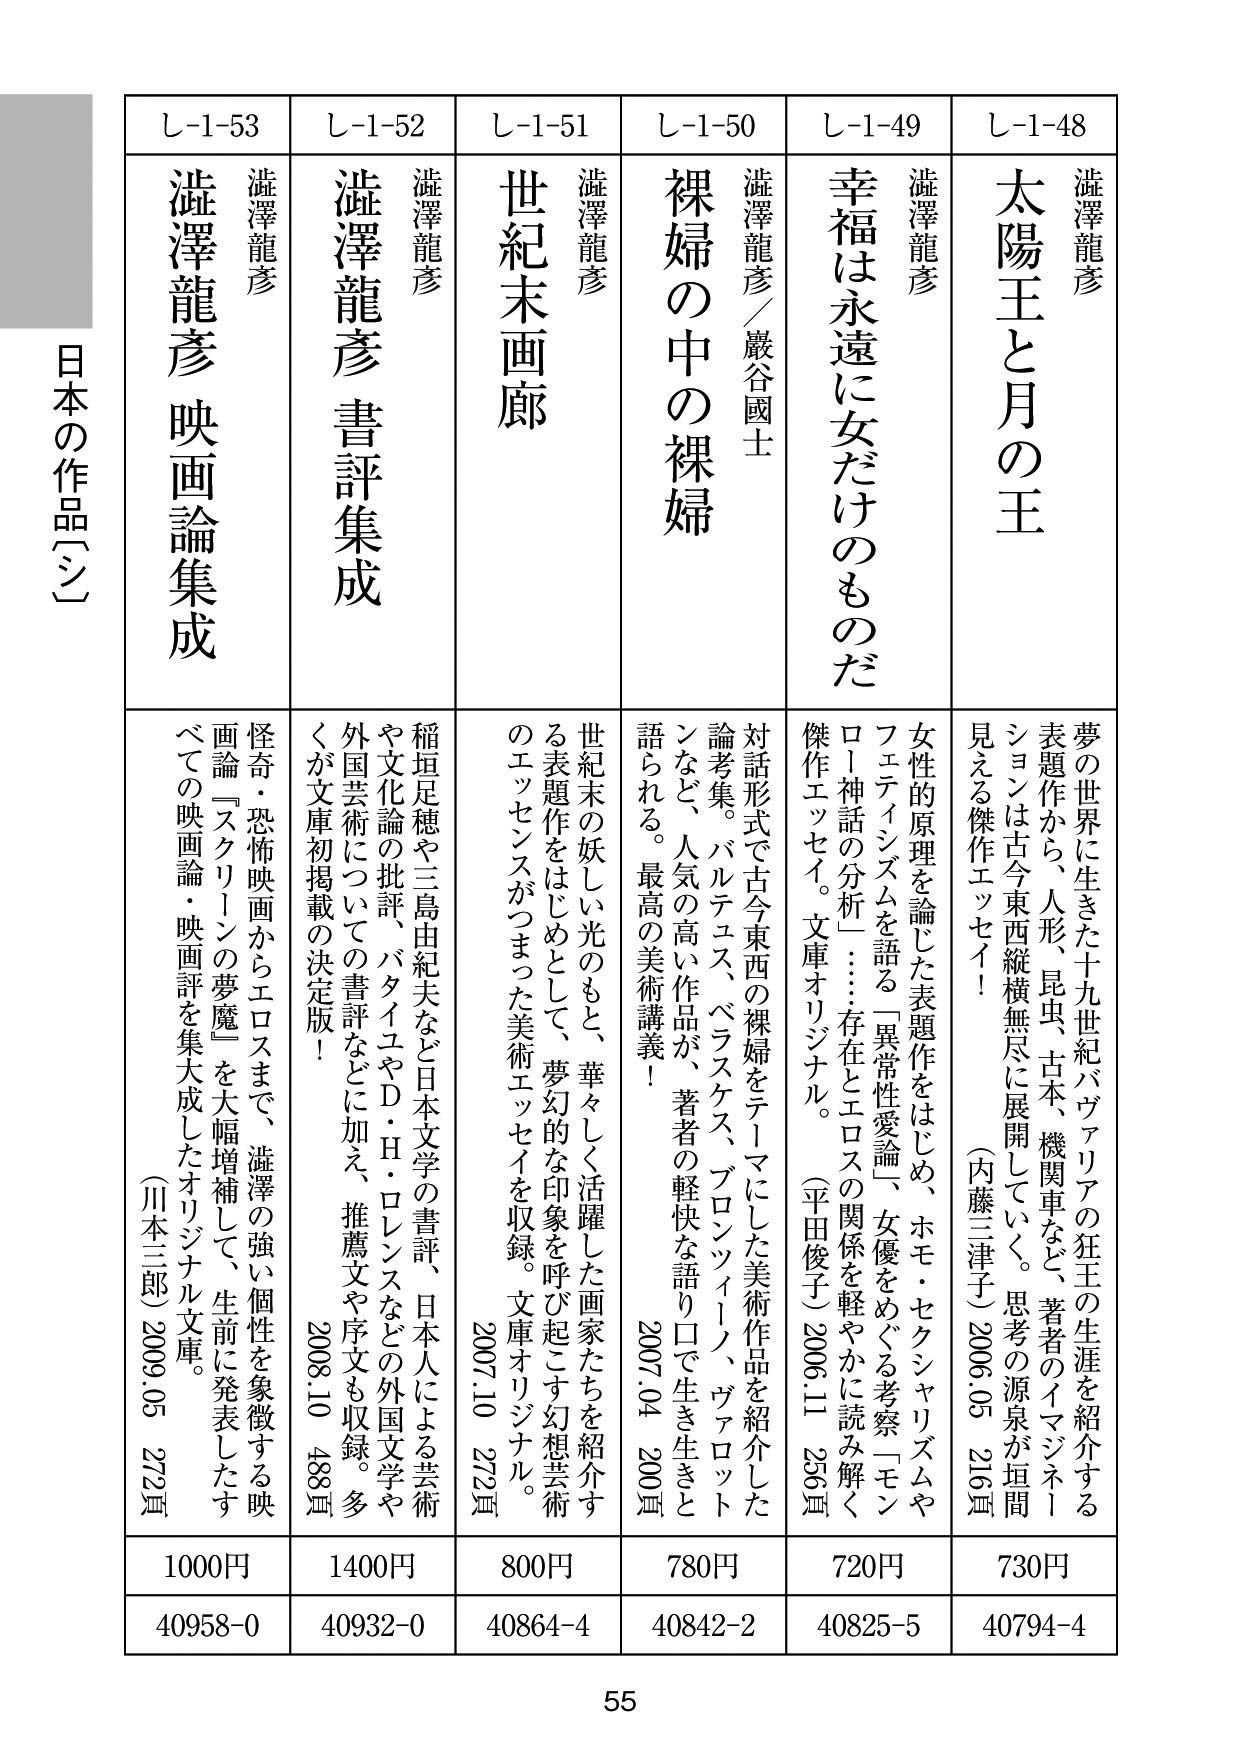 し-1-48
澁澤龍彥
太陽王と月の王
夢の世界に生きた十九世紀バヴァリアの狂王の生涯を紹介する
表題作から、人形、昆虫、古本、機関車など、著者のイマジネー
ションは古今東西縦横無尽に展開していく。思考の源泉が垣間
見える傑作エッセイ！
（内藤三津子） 2006.05 216頁
730円
40794-4
し-1-49
澁澤龍彥
幸福は永遠に女だけのものだ
女性的原理を論じた表題作をはじめ、ホモ・セクシャリズムや
フェティシズムを語る「異常性愛論」、女優をめぐる考察「モン
ロー神話の分析」……存在とエロスの関係を軽やかに読み解く
傑作エッセイ。文庫オリジナル。
（平田俊子） 2006.11 256頁
720円
40825-5
し-1-50
澁澤龍彥／巖谷國士
裸婦の中の裸婦
対話形式で古今東西の裸婦をテーマにした美術作品を紹介した
論考集。バルテュス、ベラスケス、ブロンツィーノ、ヴァロット
ンなど、人気の高い作品が、著者の軽快な語り口で生き生きと
語られる。最高の美術講義！
2007.04 200頁
780円
40842-2
し-1-51
澁澤龍彥
世紀末画廊
世紀末の妖しい光のもと、華々しく活躍した画家たちを紹介す
る表題作をはじめとして、夢幻的な印象を呼び起こす幻想芸術
のエッセンスがつまった美術エッセイを収録。文庫オリジナル。
2007.10 272頁
800円
40864-4
し-1-52
澁澤龍彥
澁澤龍彥 書評集成
稲垣足穂や三島由紀夫など日本文学の書評、日本人による芸術
や文化論の批評、バタイユやD・H・ロレンスなどの外国文学や
外国芸術についての書評などに加え、推薦文や序文も収録。多
くが文庫初掲載の決定版！
2008.10 488頁
1400円
40932-0
し-1-53
澁澤龍彥
澁澤龍彥 映画論集成
怪奇・恐怖映画からエロスまで、澁澤の強い個性を象徴する映
画論『スクリーンの夢魔』を大幅増補して、生前に発表したす
べての映画論・映画評を集大成したオリジナル文庫。
（川本三郎） 2009.05 272頁
1000円
40958-0
日本の作品〔シ〕
55